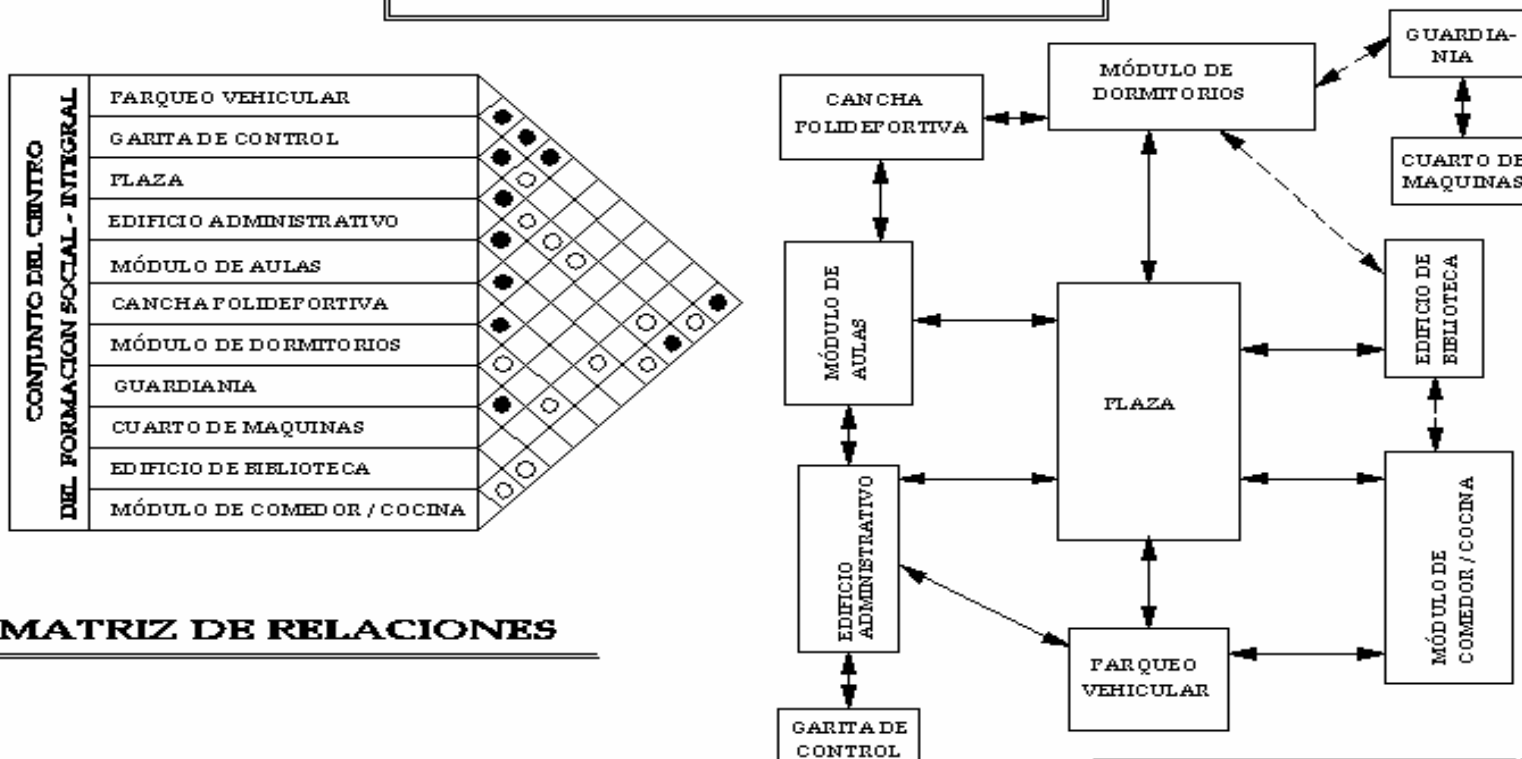 CONJUNTO DEL CENTRO
DEL FORMACION SOCIAL - INTEGRAL
PARQUEO VEHICULAR
GARITA DE CONTROL
PLAZA
EDIFICIO ADMINISTRATIVO
MÓDULO DE AULAS
CANCHA POLIDEPORTIVA
MÓDULO DE DORMITORIOS
GUARDIANIA
CUARTO DE MAQUINAS
EDIFICIO DE BIBLIOTECA
MÓDULO DE COMEDOR / COCINA
MATRIZ DE RELACIONES
CANCHA
POLIDEPORTIVA
MÓDULO DE
DORMITORIOS
GUARDIA-
NIA
CUARTO DE
MAQUINAS
MÓDULO DE
AULAS
PLAZA
EDIFICIO DE
BIBLIOTECA
EDIFICIO
ADMINISTRATIVO
MÓDULO DE
COMEDOR / COCINA
PARQUEO
VEHICULAR
GARITA DE
CONTROL